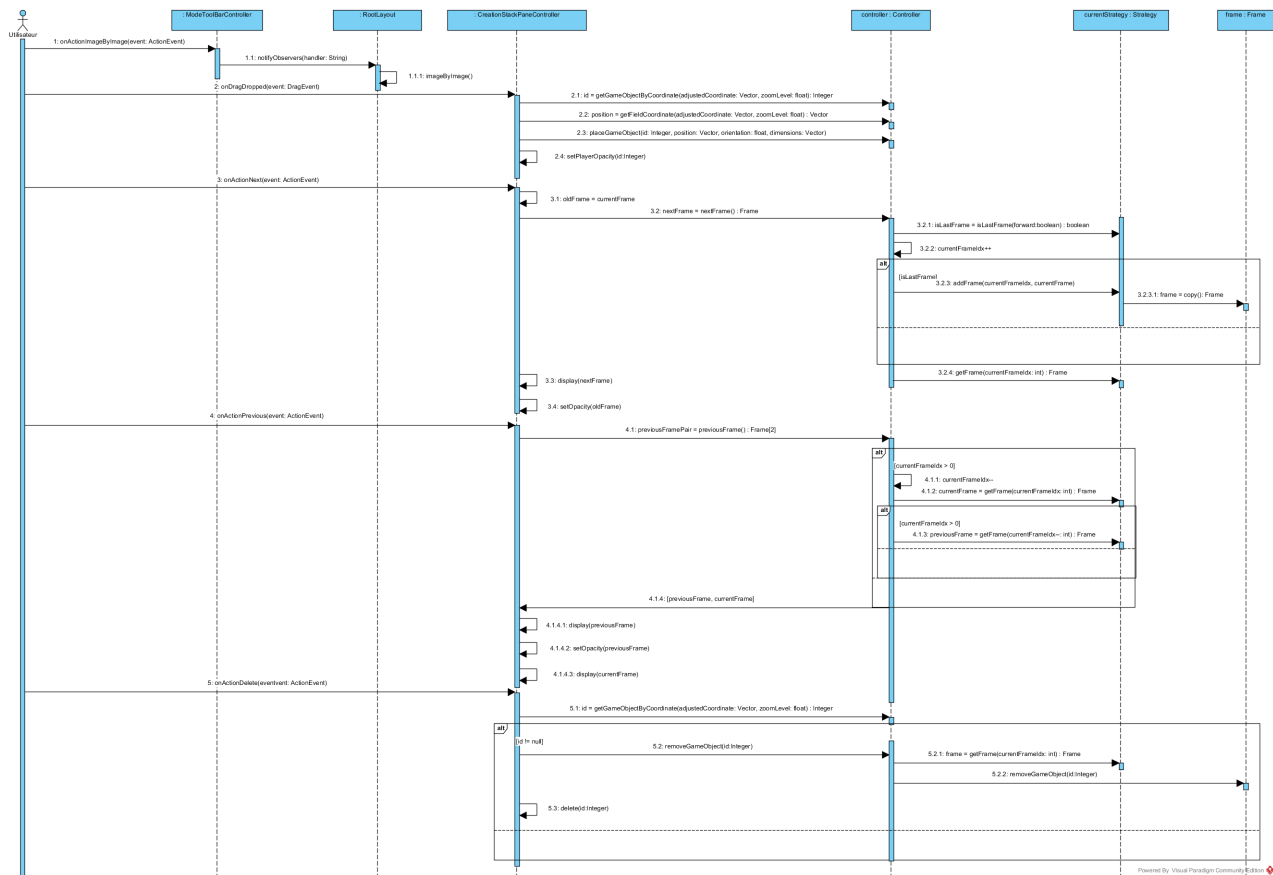 : ModeToolBarController
: RootLayout
: CreationStackPaneController
controller : Controller
currentStrategy : Strategy
frame : Frame
Utilisateur
1: onActionImageByImage(event: ActionEvent)
1.1: notifyObservers(handler: String)
1.1.1: imageByImage()
2: onDragDropped(event: DragEvent)
2.1: id = getGameObjectByCoordinate(adjustedCoordinate: Vector, zoomLevel: float): Integer
2.2: position = getFieldCoordinate(adjustedCoordinate: Vector, zoomLevel: float) : Vector
2.3: placeGameObject(id: Integer, position: Vector, orientation: float, dimensions: Vector)
2.4: setPlayerOpacity(id:Integer)
3: onActionNext(event: ActionEvent)
3.1: oldFrame = currentFrame
3.2: nextFrame = nextFrame() : Frame
3.2.1: isLastFrame = isLastFrame(forward:boolean) : boolean
3.2.2: currentFrameIdx++
alt
[isLastFrame]
3.2.3: addFrame(currentFrameIdx, currentFrame)
3.2.3.1: frame = copy(): Frame
3.2.4: getFrame(currentFrameIdx: int) : Frame
3.3: display(nextFrame)
3.4: setOpacity(oldFrame)
4: onActionPrevious(event: ActionEvent)
4.1: previousFramePair = previousFrame() : Frame[2]
alt
[currentFrameIdx > 0]
4.1.1: currentFrameIdx--
4.1.2: currentFrame = getFrame(currentFrameIdx: int) : Frame
alt
[currentFrameIdx > 0]
4.1.3: previousFrame = getFrame(currentFrameIdx--: int) : Frame
4.1.4: [previousFrame, currentFrame]
4.1.4.1: display(previousFrame)
4.1.4.2: setOpacity(previousFrame)
4.1.4.3: display(currentFrame)
5: onActionDelete(eventvent: ActionEvent)
5.1: id = getGameObjectByCoordinate(adjustedCoordinate: Vector, zoomLevel: float) : Integer
alt
[id != null]
5.2: removeGameObject(id:Integer)
5.2.1: frame = getFrame(currentFrameIdx: int) : Frame
5.2.2: removeGameObject(id:Integer)
5.3: delete(id:Integer)
Powered By Visual Paradigm Community Edition